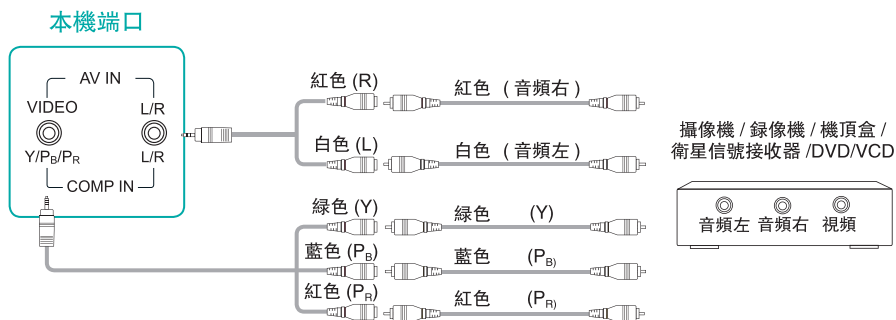 本機端口
AV IN
VIDEO
L/R
Y/PB/PR
L/R
COMP IN
紅色 (R)
紅色 ( 音頻右 )
白色 (L)
白色 ( 音頻左 )
綠色 (Y)
綠色 (Y)
藍色 (PB)
藍色 (PB)
紅色 (PR)
紅色 (PR)
攝像機 / 録像機 / 機頂盒 /
衛星信號接收器 /DVD/VCD
音頻左 音頻右 視頻